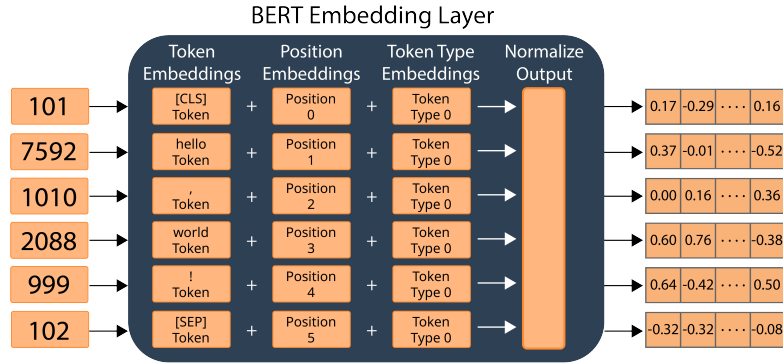 BERT Embedding Layer
Token Embeddings
Position Embeddings
Token Type Embeddings
Normalize Output
101
[CLS] Token
+
Position 0
+
Token Type 0
0.17 -0.29 ···· 0.16
7592
hello Token
+
Position 1
+
Token Type 0
0.37 -0.01 ···· -0.52
1010
, Token
+
Position 2
+
Token Type 0
0.00 0.16 ···· 0.36
2088
world Token
+
Position 3
+
Token Type 0
0.60 0.76 ···· -0.38
999
! Token
+
Position 4
+
Token Type 0
0.64 -0.42 ···· 0.50
102
[SEP] Token
+
Position 5
+
Token Type 0
-0.32 -0.32 ···· -0.08